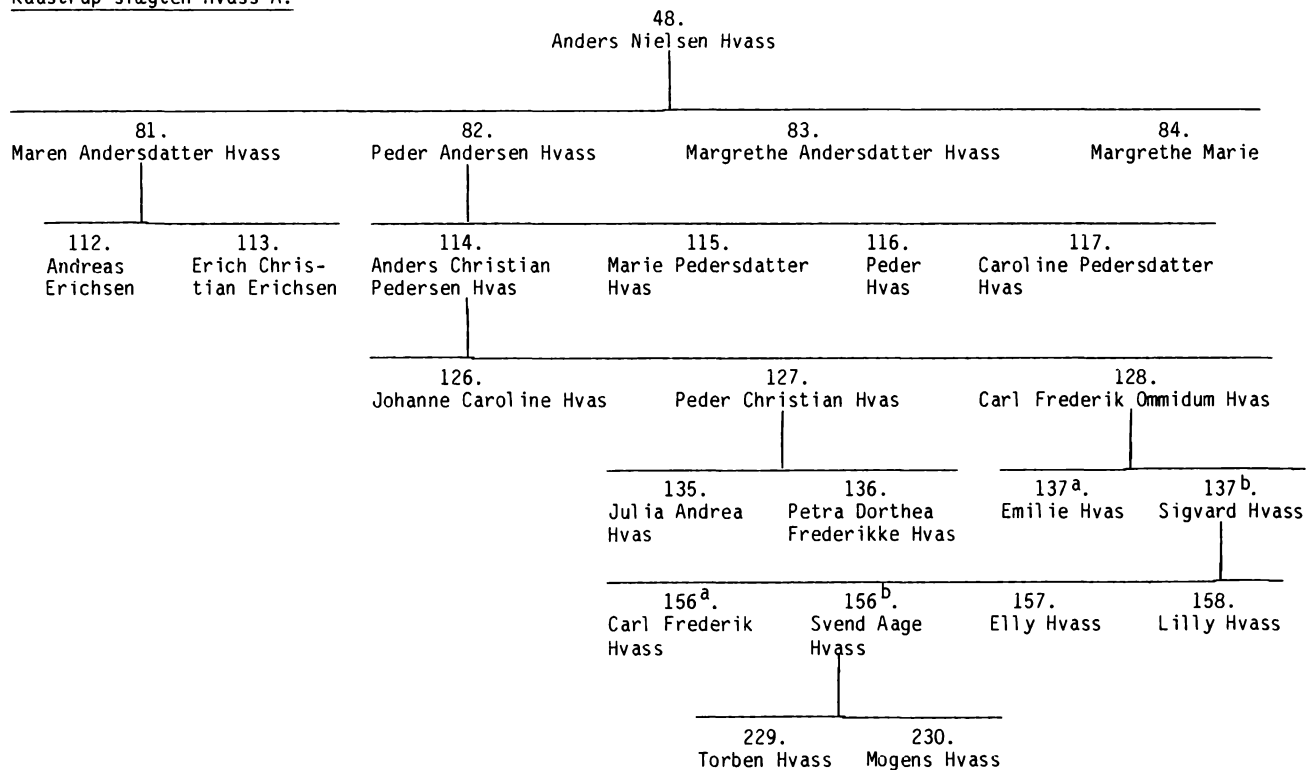 48.
Anders Nielsen Hvass
81. 82. 83. 84.
Maren Andersdatter Hvass Peder Andersen Hvass Margrethe Andersdatter Hvass Margrethe Marie
112. 113. 114. 115. 116. 117.
Andreas Erich Chris- Anders Christian Marie Pedersdatter Peder Caroline Pedersdatter
Erichsen tian Erichsen Pedersen Hvas Hvas Hvas Hvas
126. 127. 128.
Johanne Caroline Hvas Peder Christian Hvas Carl Frederik Ommidum Hvas
135. 136. 137a. 137b.
Julia Andrea Petra Dorthea Emilie Hvas Sigvard Hvass
Hvas Frederikke Hvas
156a. 156b. 157. 158.
Carl Frederik Svend Aage Elly Hvass Lilly Hvass
Hvass Hvass
229. 230.
Torben Hvass Mogens Hvass